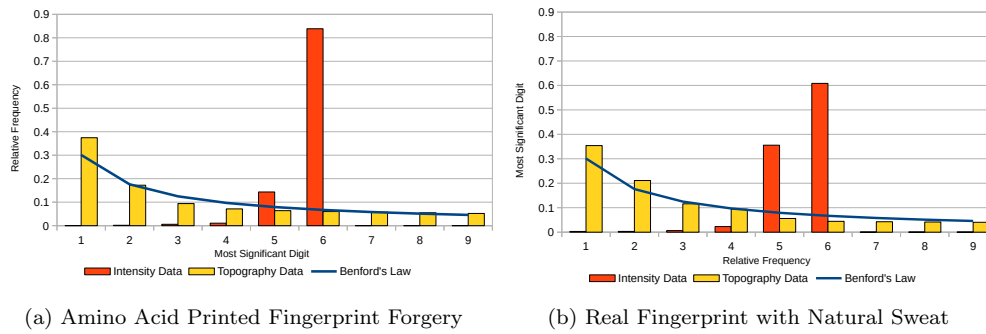 0.9
0.8
0.7
0.6
0.5
0.4
0.3
0.2
0.1
0
Relative Frequency
1 2 3 4 5 6 7 8 9
Most Significant Digit
Intensity Data Topography Data Benford's Law
(a) Amino Acid Printed Fingerprint Forgery
0.9
0.8
0.7
0.6
0.5
0.4
0.3
0.2
0.1
0
Most Significant Digit
1 2 3 4 5 6 7 8 9
Relative Frequency
Intensity Data Topography Data Benford's Law
(b) Real Fingerprint with Natural Sweat